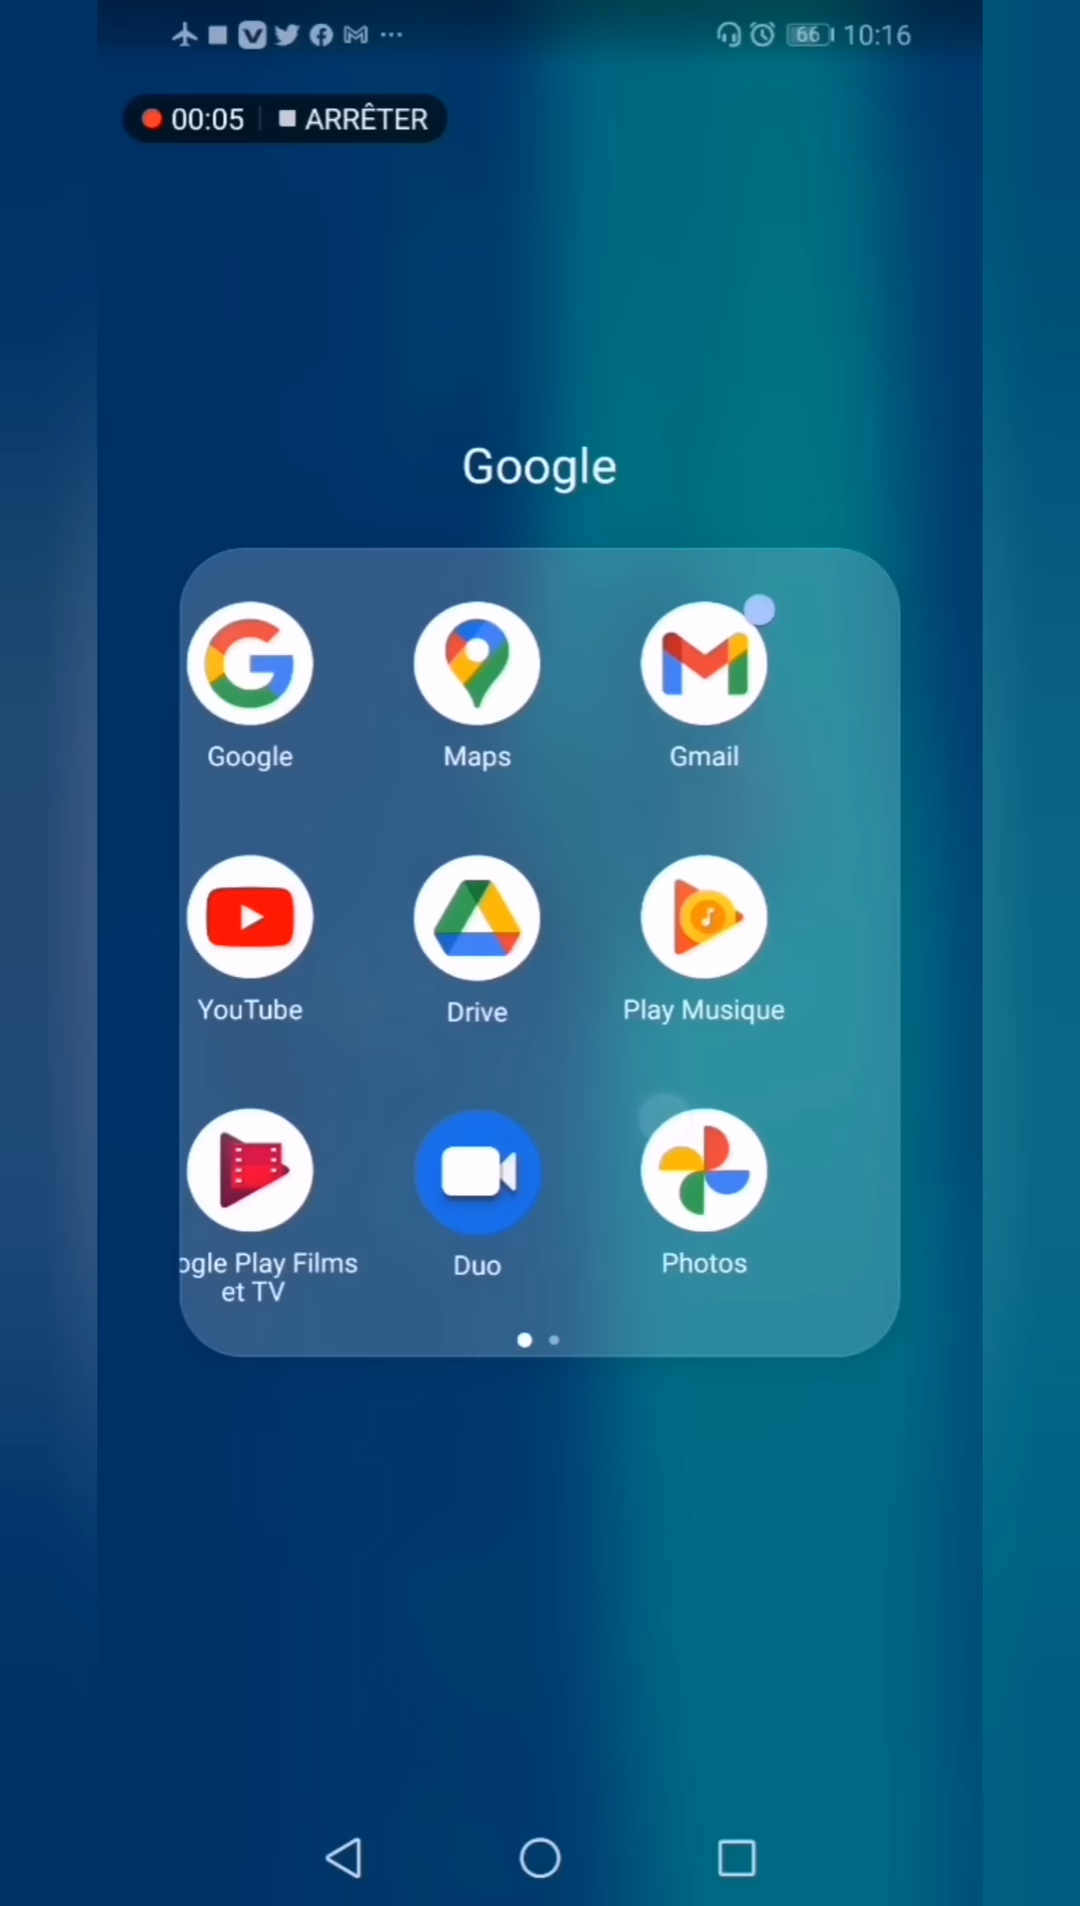 66 10:16
00:05 ARRÊTER
Google
Google Maps Gmail
YouTube Drive Play Musique
ogle Play Films
et TV
Duo Photos